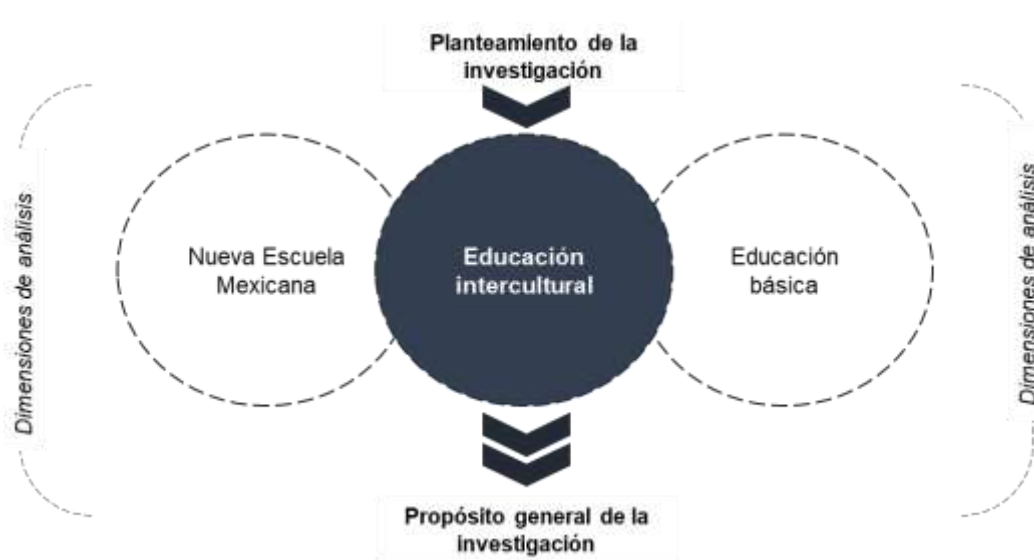 Planteamiento de la
investigación
Dimensiones de análisis
Nueva Escuela
Mexicana
Educación
intercultural
Educación
básica
Dimensiones de análisis
Propósito general de la
investigación